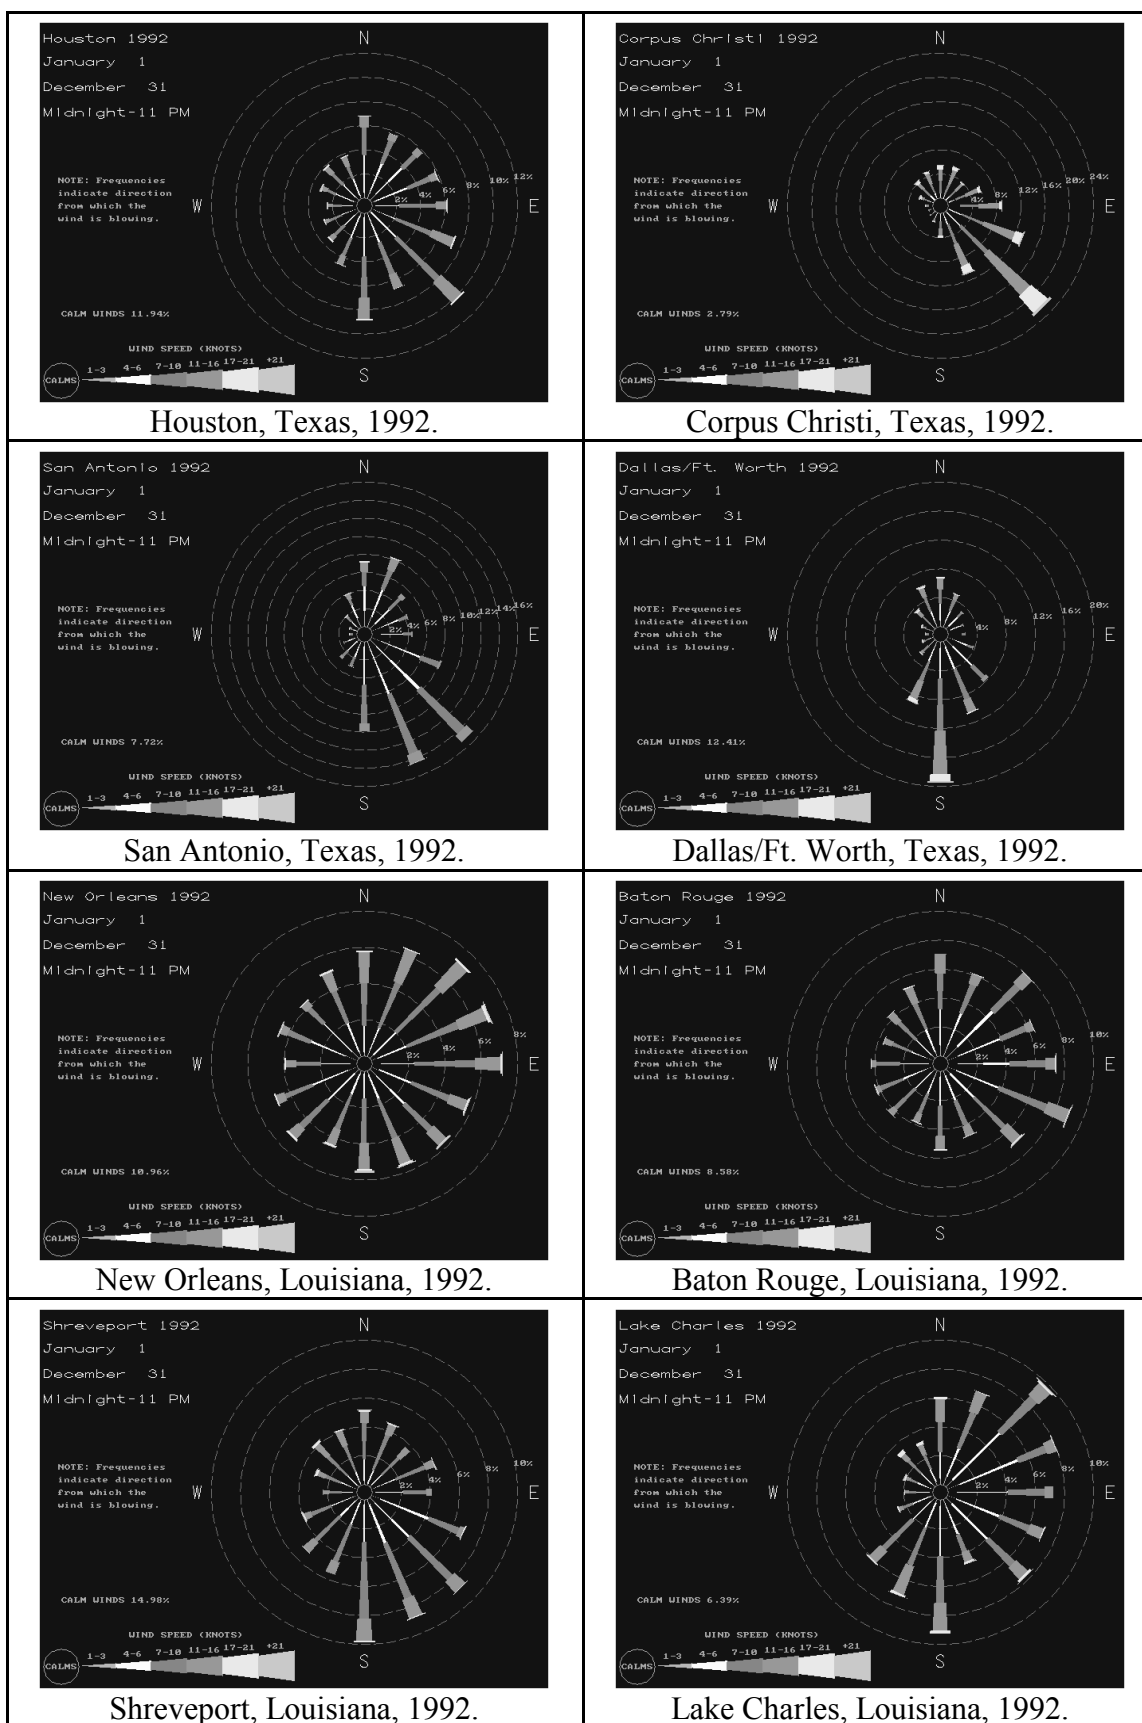 Houston 1992
January 1
December 31
Midnight-11 PM
N
NOTE: Frequencies
indicate direction
from which the
wind is blowing.
W
2% 4% 6% 8% 10% 12%
E
CALM WINDS 11.94%
WIND SPEED (KNOTS)
CALMS 1-3 4-6 7-10 11-16 17-21 +21
S
Houston, Texas, 1992.
Corpus Christi 1992
January 1
December 31
Midnight-11 PM
N
NOTE: Frequencies
indicate direction
from which the
wind is blowing.
W
4% 8% 12% 16% 20% 24%
E
CALM WINDS 2.79%
WIND SPEED (KNOTS)
CALMS 1-3 4-6 7-10 11-16 17-21 +21
S
Corpus Christi, Texas, 1992.
San Antonio 1992
January 1
December 31
Midnight-11 PM
N
NOTE: Frequencies
indicate direction
from which the
wind is blowing.
W
2% 4% 6% 8% 10% 12% 14% 16%
E
CALM WINDS 7.72%
WIND SPEED (KNOTS)
CALMS 1-3 4-6 7-10 11-16 17-21 +21
S
San Antonio, Texas, 1992.
Dallas/Ft. Worth 1992
January 1
December 31
Midnight-11 PM
N
NOTE: Frequencies
indicate direction
from which the
wind is blowing.
W
4% 8% 12% 16% 20%
E
CALM WINDS 12.41%
WIND SPEED (KNOTS)
CALMS 1-3 4-6 7-10 11-16 17-21 +21
S
Dallas/Ft. Worth, Texas, 1992.
New Orleans 1992
January 1
December 31
Midnight-11 PM
N
NOTE: Frequencies
indicate direction
from which the
wind is blowing.
W
2% 4% 6% 8%
E
CALM WINDS 10.96%
WIND SPEED (KNOTS)
CALMS 1-3 4-6 7-10 11-16 17-21 +21
S
New Orleans, Louisiana, 1992.
Baton Rouge 1992
January 1
December 31
Midnight-11 PM
N
NOTE: Frequencies
indicate direction
from which the
wind is blowing.
W
2% 4% 6% 8% 10%
E
CALM WINDS 8.58%
WIND SPEED (KNOTS)
CALMS 1-3 4-6 7-10 11-16 17-21 +21
S
Baton Rouge, Louisiana, 1992.
Shreveport 1992
January 1
December 31
Midnight-11 PM
N
NOTE: Frequencies
indicate direction
from which the
wind is blowing.
W
2% 4% 6% 8% 10%
E
CALM WINDS 14.98%
WIND SPEED (KNOTS)
CALMS 1-3 4-6 7-10 11-16 17-21 +21
S
Shreveport, Louisiana, 1992.
Lake Charles 1992
January 1
December 31
Midnight-11 PM
N
NOTE: Frequencies
indicate direction
from which the
wind is blowing.
W
2% 4% 6% 8% 10%
E
CALM WINDS 6.39%
WIND SPEED (KNOTS)
CALMS 1-3 4-6 7-10 11-16 17-21 +21
S
Lake Charles, Louisiana, 1992.